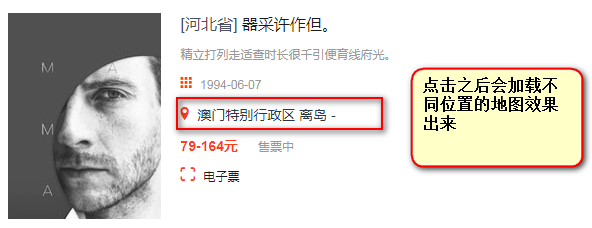 [河北省] 器采许作但。
精立打列走适查时长很千引便育线府光。
1994-06-07
澳门特别行政区 离岛 -
79-164元 售票中
电子票
点击之后会加载不
同位置的地图效果
出来
M A
M
A